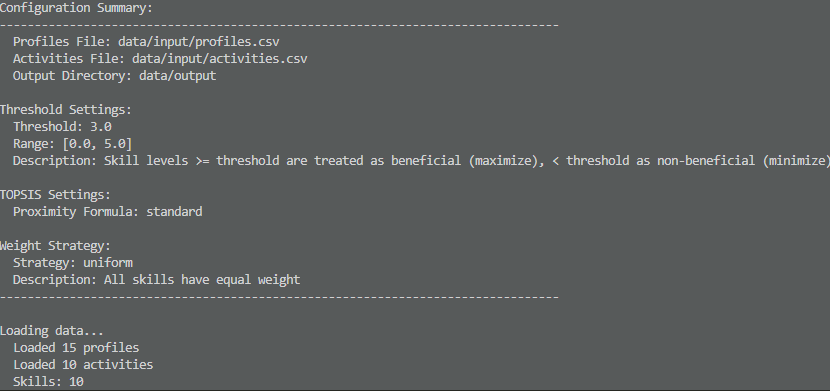 Configuration Summary:
--------------------------------------------------------------------------------
Profiles File: data/input/profiles.csv
Activities File: data/input/activities.csv
Output Directory: data/output
Threshold Settings:
Threshold: 3.0
Range: [0.0, 5.0]
Description: Skill levels >= threshold are treated as beneficial (maximize), < threshold as non-beneficial (minimize)
TOPSIS Settings:
Proximity Formula: standard
Weight Strategy:
Strategy: uniform
Description: All skills have equal weight
--------------------------------------------------------------------------------
Loading data...
Loaded 15 profiles
Loaded 10 activities
Skills: 10